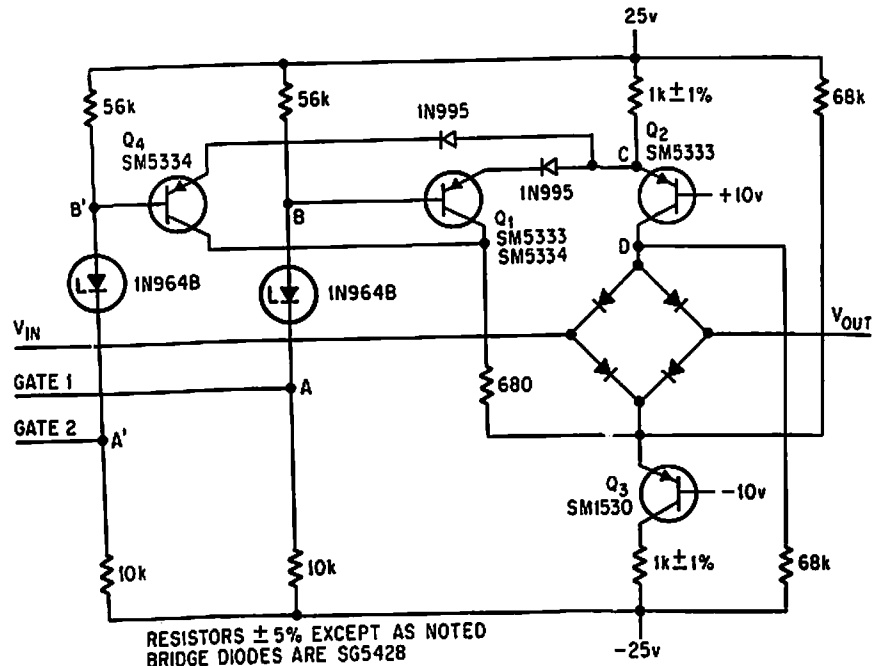 25v
56k
56k
1k±1%
68k
1N995
Q4
SM5334
Q2
SM5333
C
1N995
+10v
B'
B
Q1
SM5333
SM5334
D
1N964B
1N964B
VIN
VOUT
GATE 1
A
680
GATE 2
A'
Q3
SM1530
-10v
10k
10k
1k±1%
68k
RESISTORS ±5% EXCEPT AS NOTED
BRIDGE DIODES ARE SG5428
-25v